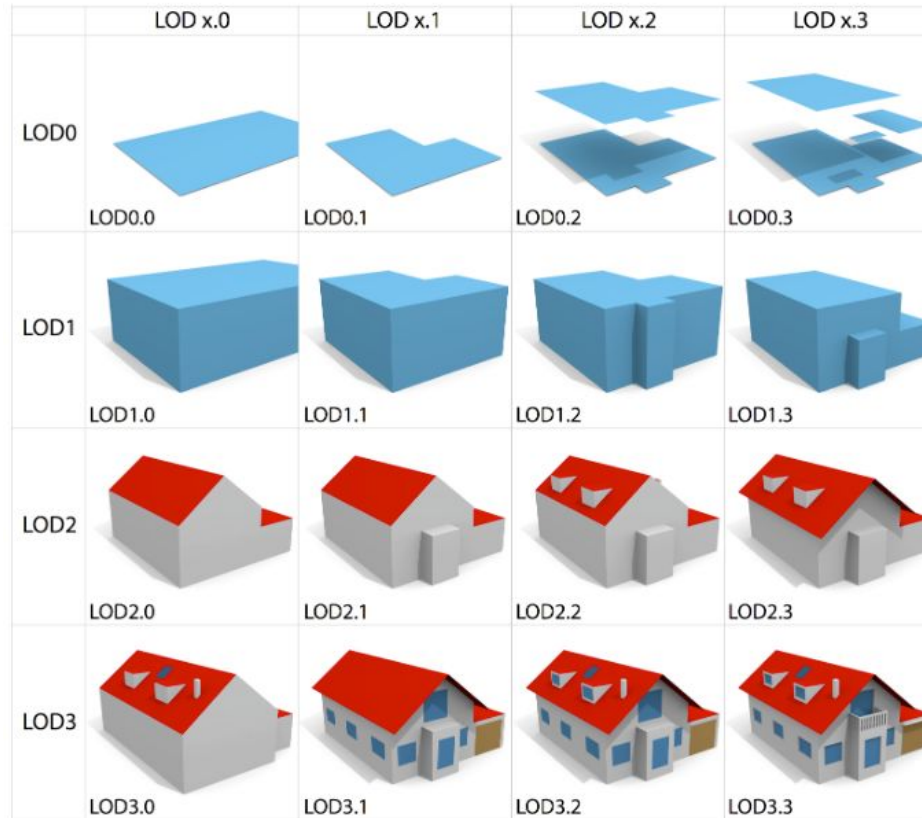 LOD x.0 LOD x.1 LOD x.2 LOD x.3
LOD0
LOD0.0 LOD0.1 LOD0.2 LOD0.3
LOD1
LOD1.0 LOD1.1 LOD1.2 LOD1.3
LOD2
LOD2.0 LOD2.1 LOD2.2 LOD2.3
LOD3
LOD3.0 LOD3.1 LOD3.2 LOD3.3